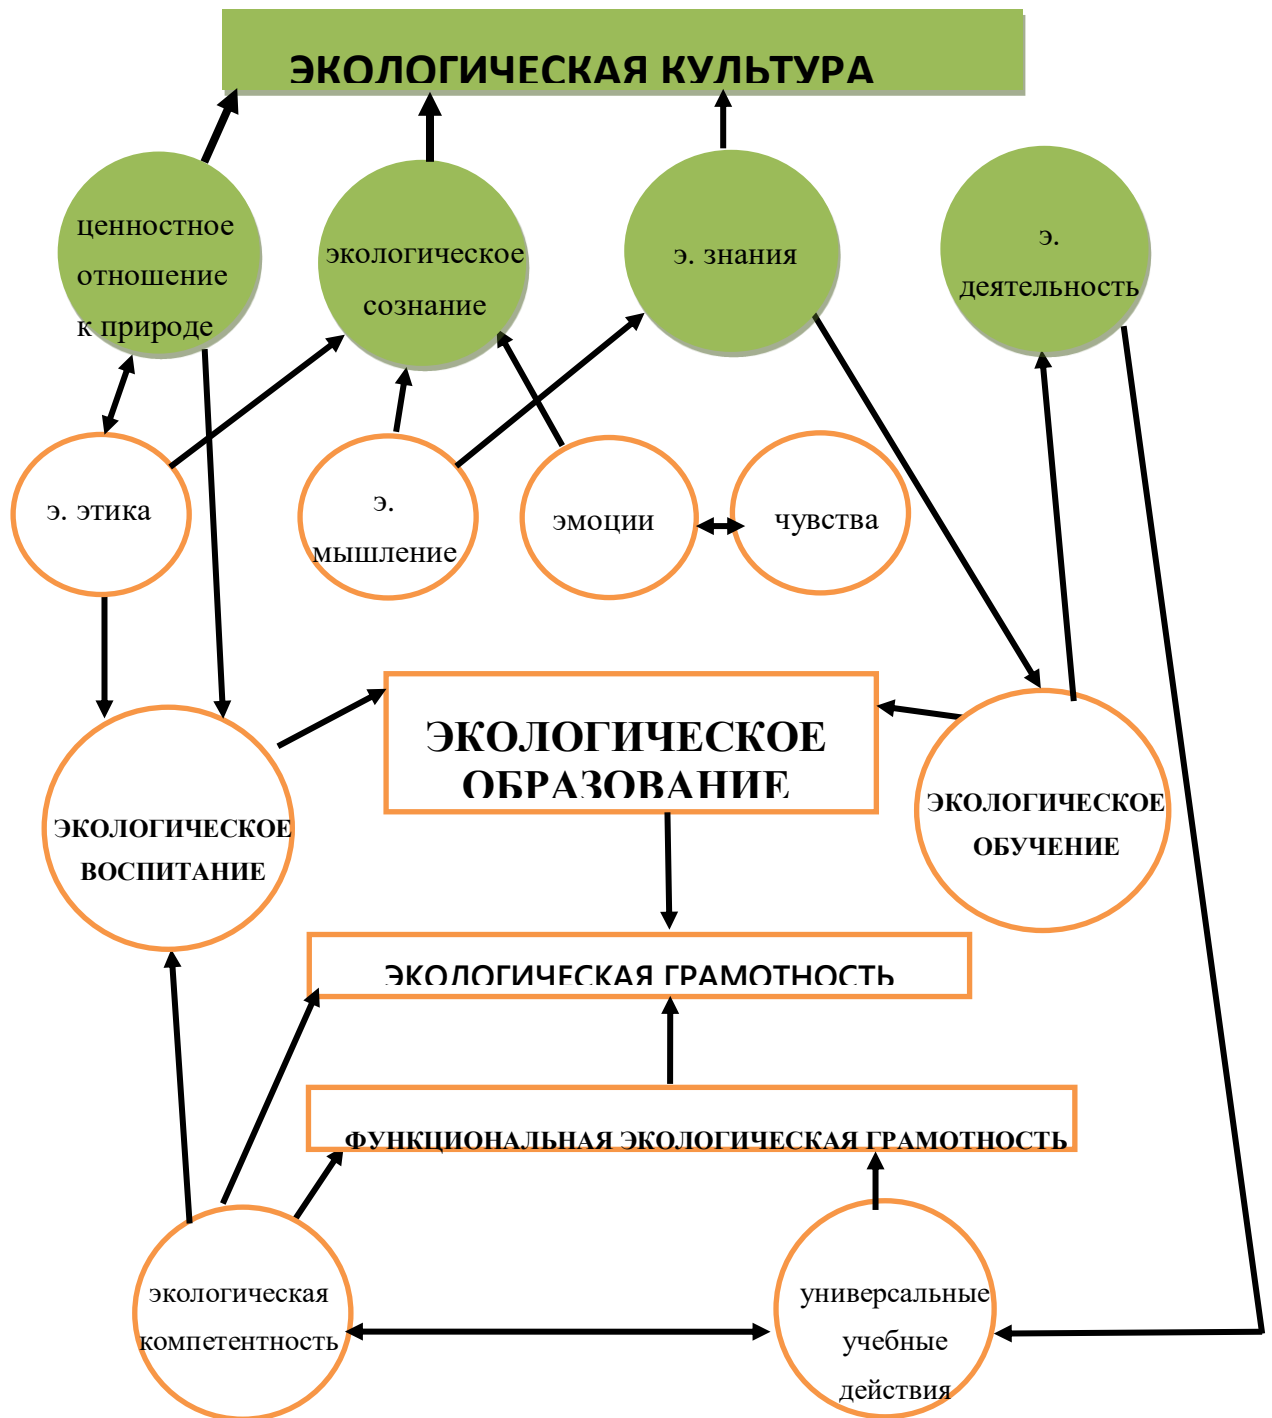 ЭКОЛОГИЧЕСКАЯ КУЛЬТУРА
ценностное
отношение
к природе
экологическое
сознание
э. знания
э.
деятельность
э. этика
э.
мышление
эмоции
чувства
ЭКОЛОГИЧЕСКОЕ
ОБРАЗОВАНИЕ
ЭКОЛОГИЧЕСКОЕ
ВОСПИТАНИЕ
ЭКОЛОГИЧЕСКОЕ
ОБУЧЕНИЕ
ЭКОЛОГИЧЕСКАЯ ГРАМОТНОСТЬ
ФУНКЦИОНАЛЬНАЯ ЭКОЛОГИЧЕСКАЯ ГРАМОТНОСТЬ
экологическая
компетентность
универсальные
учебные
действия